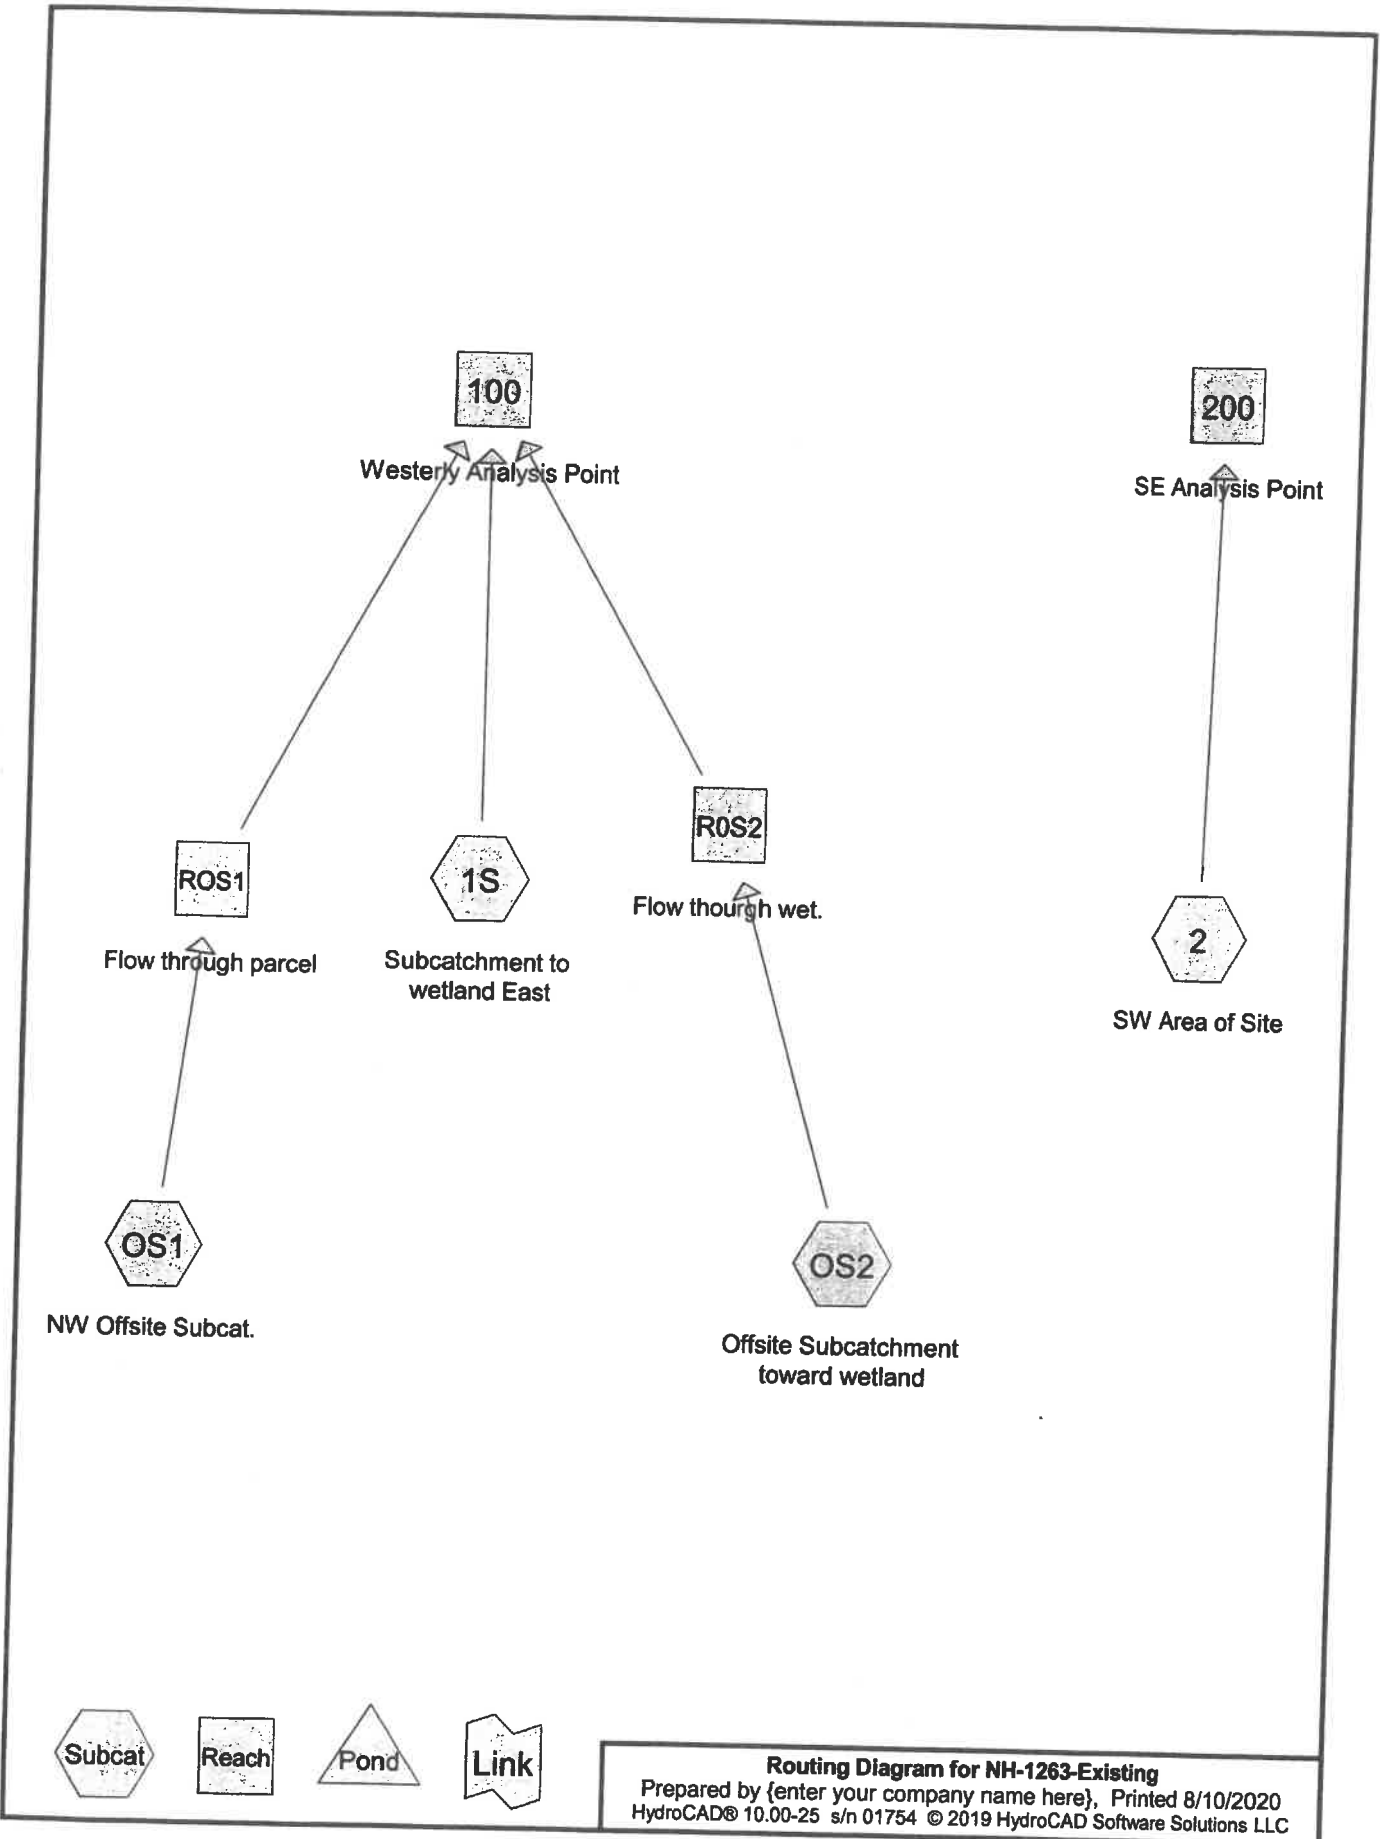 100
Westerly Analysis Point
200
SE Analysis Point
ROS1
Flow through parcel
1S
Subcatchment to
wetland East
R0S2
Flow thourgh wet.
2
SW Area of Site
OS1
NW Offsite Subcat.
OS2
Offsite Subcatchment
toward wetland
Subcat
Reach
Pond
Link
Routing Diagram for NH-1263-Existing
Prepared by {enter your company name here}, Printed 8/10/2020
HydroCAD® 10.00-25 s/n 01754 © 2019 HydroCAD Software Solutions LLC